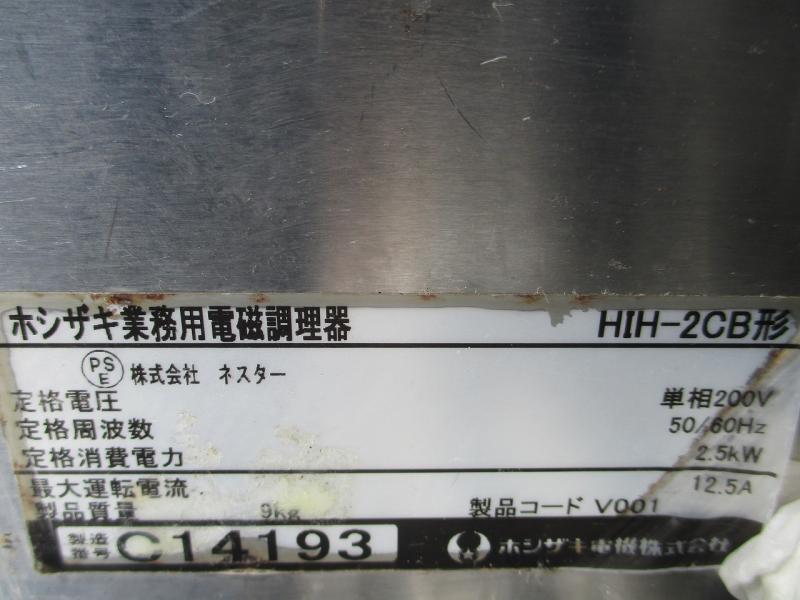 ホシザキ業務用電磁調理器 HIH-2CB形
PS E 株式会社 ネスター
定格電圧 単相200V
定格周波数 50/60Hz
定格消費電力 2.5kW
最大運転電流 12.5A
製品質量 9kg 製品コード V001
製造番号 C14193 ホシザキ電機株式会社